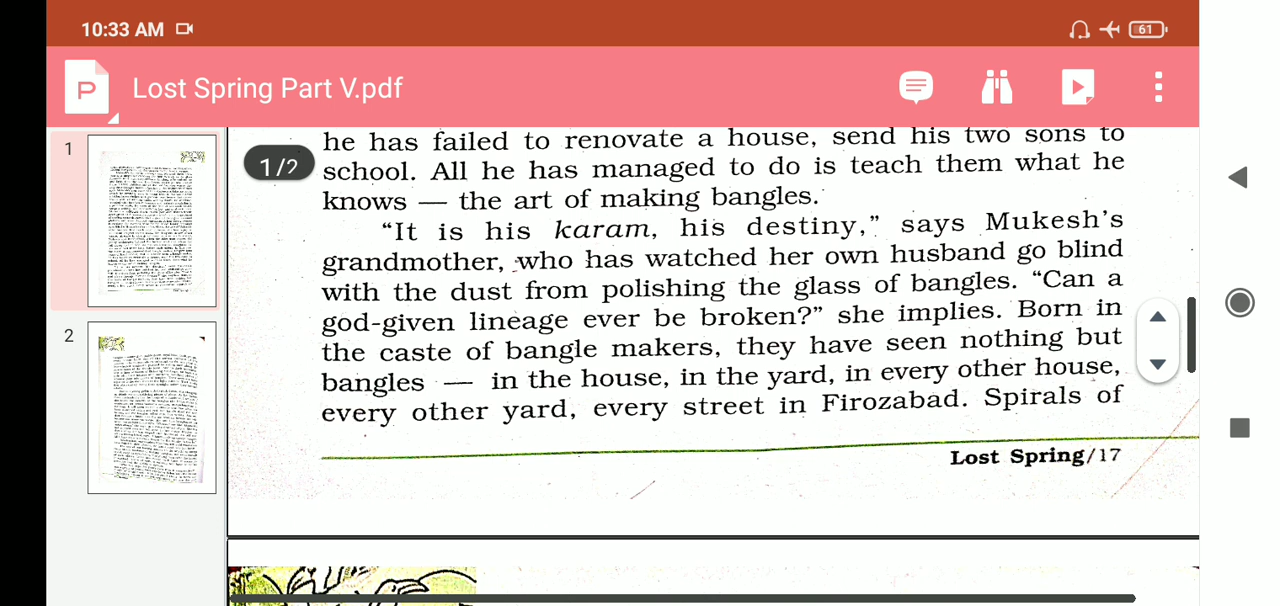 10:33 AM
61
P
Lost Spring Part V.pdf
1
1/2
he has failed to renovate a house, send his two sons to
school. All he has managed to do is teach them what he
knows — the art of making bangles.
“It is his karam, his destiny,” says Mukesh’s
grandmother, who has watched her own husband go blind
with the dust from polishing the glass of bangles. “Can a
god-given lineage ever be broken?” she implies. Born in
the caste of bangle makers, they have seen nothing but
bangles — in the house, in the yard, in every other house,
every other yard, every street in Firozabad. Spirals of
Lost Spring/17
2